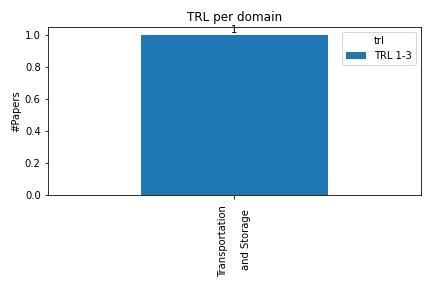 TRL per domain
1
trl
TRL 1-3
#Papers
1.0
0.8
0.6
0.4
0.2
0.0
Transportation
and Storage